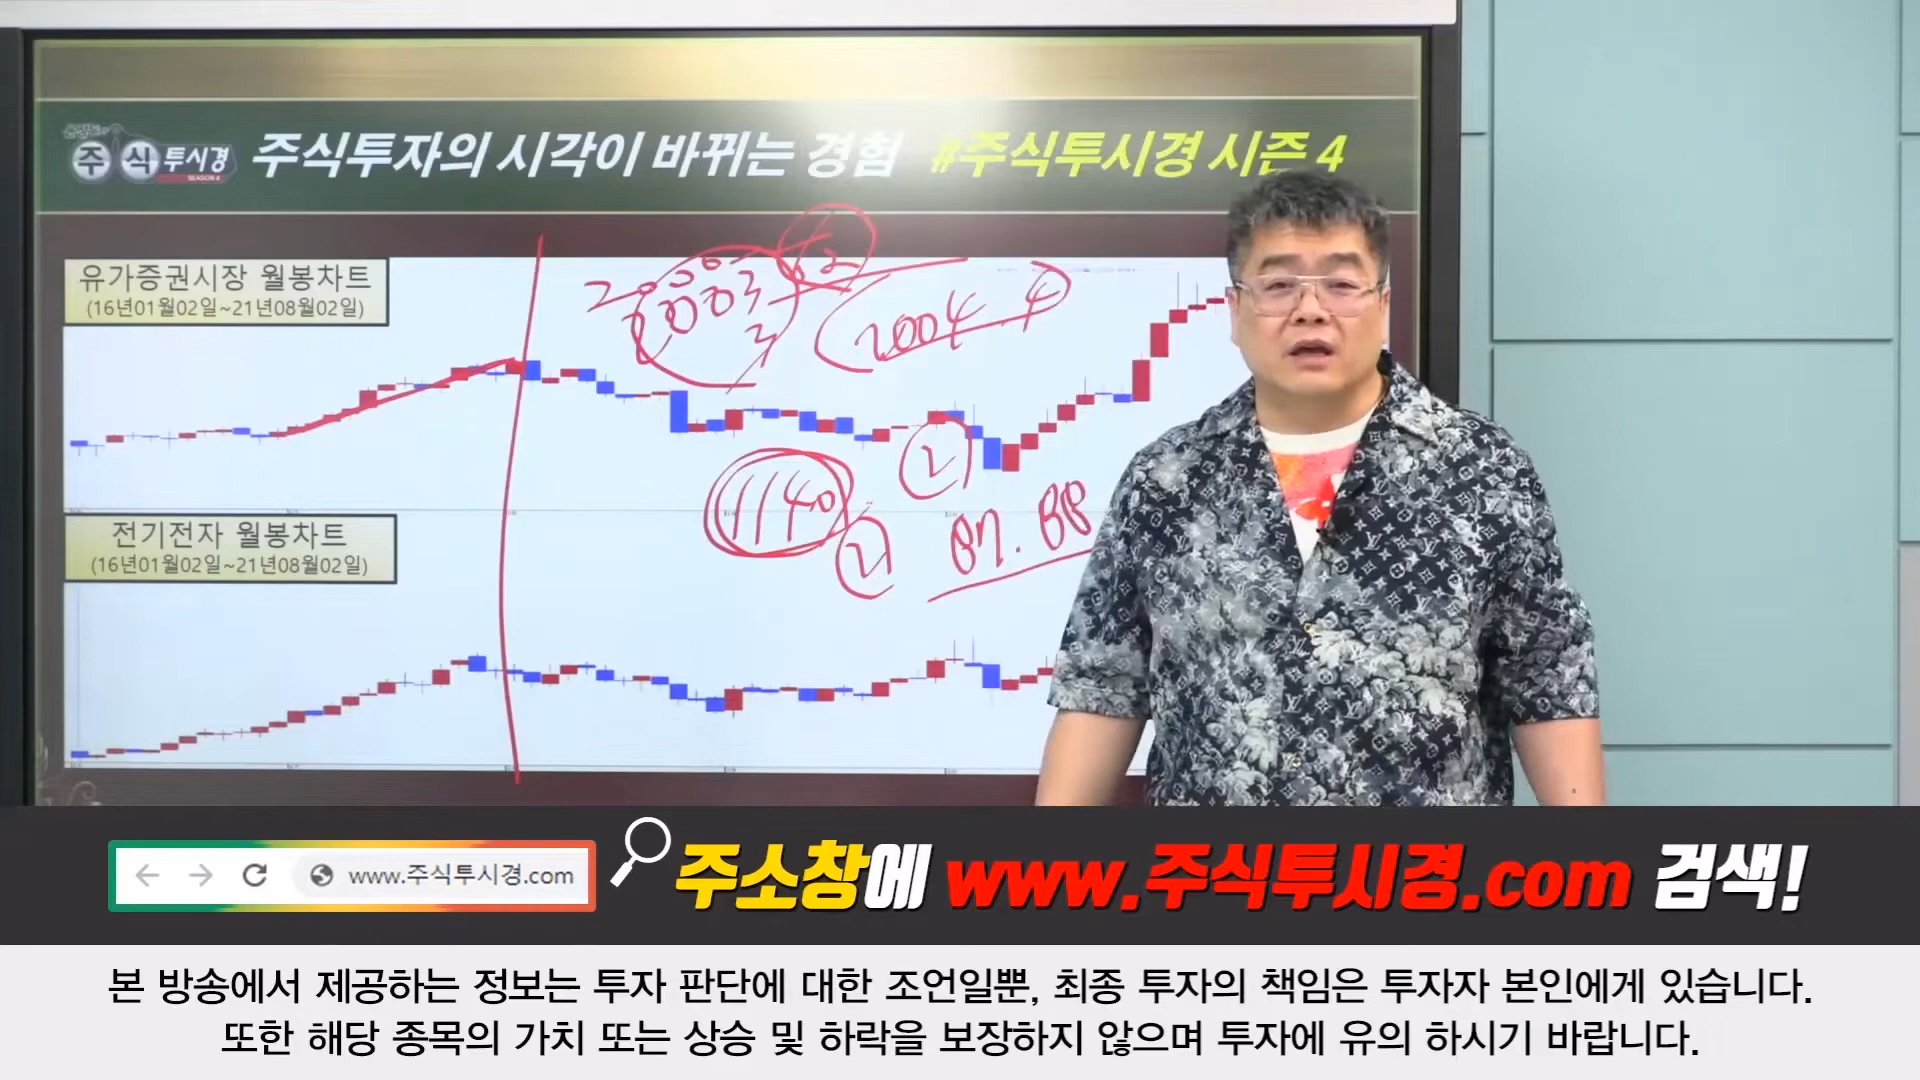 주식투시경
SEASON 4
주식투자의 시각이 바뀌는 경험 #주식투시경 시즌 4
유가증권시장 월봉차트
(16년01월02일~21년08월02일)
2004 4
1140
전기전자 월봉차트
(16년01월02일~21년08월02일)
www.주식투시경.com
주소창에 www.주식투시경.com 검색!
본 방송에서 제공하는 정보는 투자 판단에 대한 조언일뿐, 최종 투자의 책임은 투자자 본인에게 있습니다.
또한 해당 종목의 가치 또는 상승 및 하락을 보장하지 않으며 투자에 유의 하시기 바랍니다.